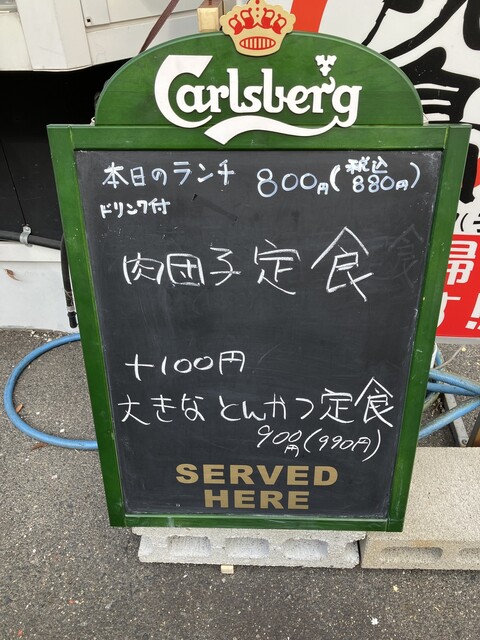 Carlsberg
本日のランチ 800円(税込880円)
ドリンク付
肉団子定食
+100円
大きなとんかつ定食
900円(990円)
SERVED
HERE